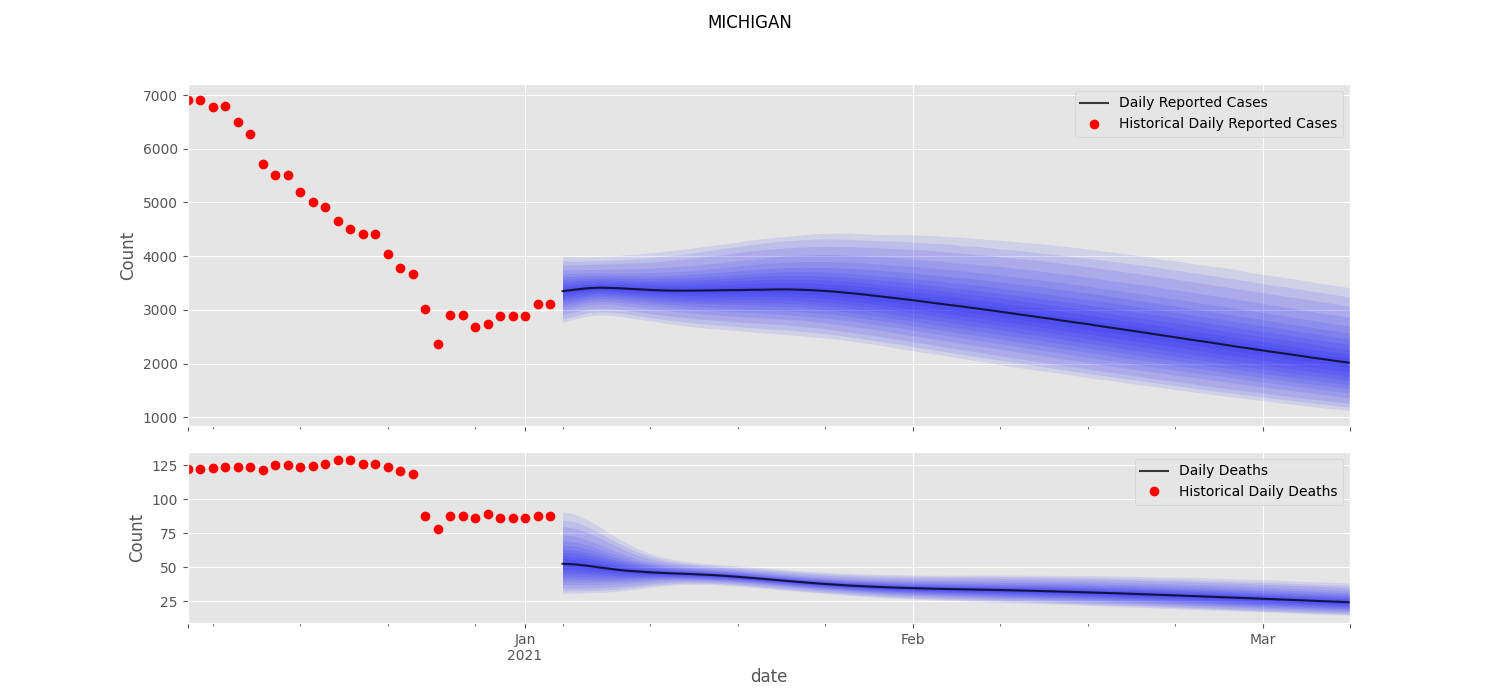 MICHIGAN
7000
6000
5000
4000
3000
2000
1000
Count
Daily Reported Cases
Historical Daily Reported Cases
125
100
75
50
25
Count
Daily Deaths
Historical Daily Deaths
Jan
2021
Feb
Mar
date